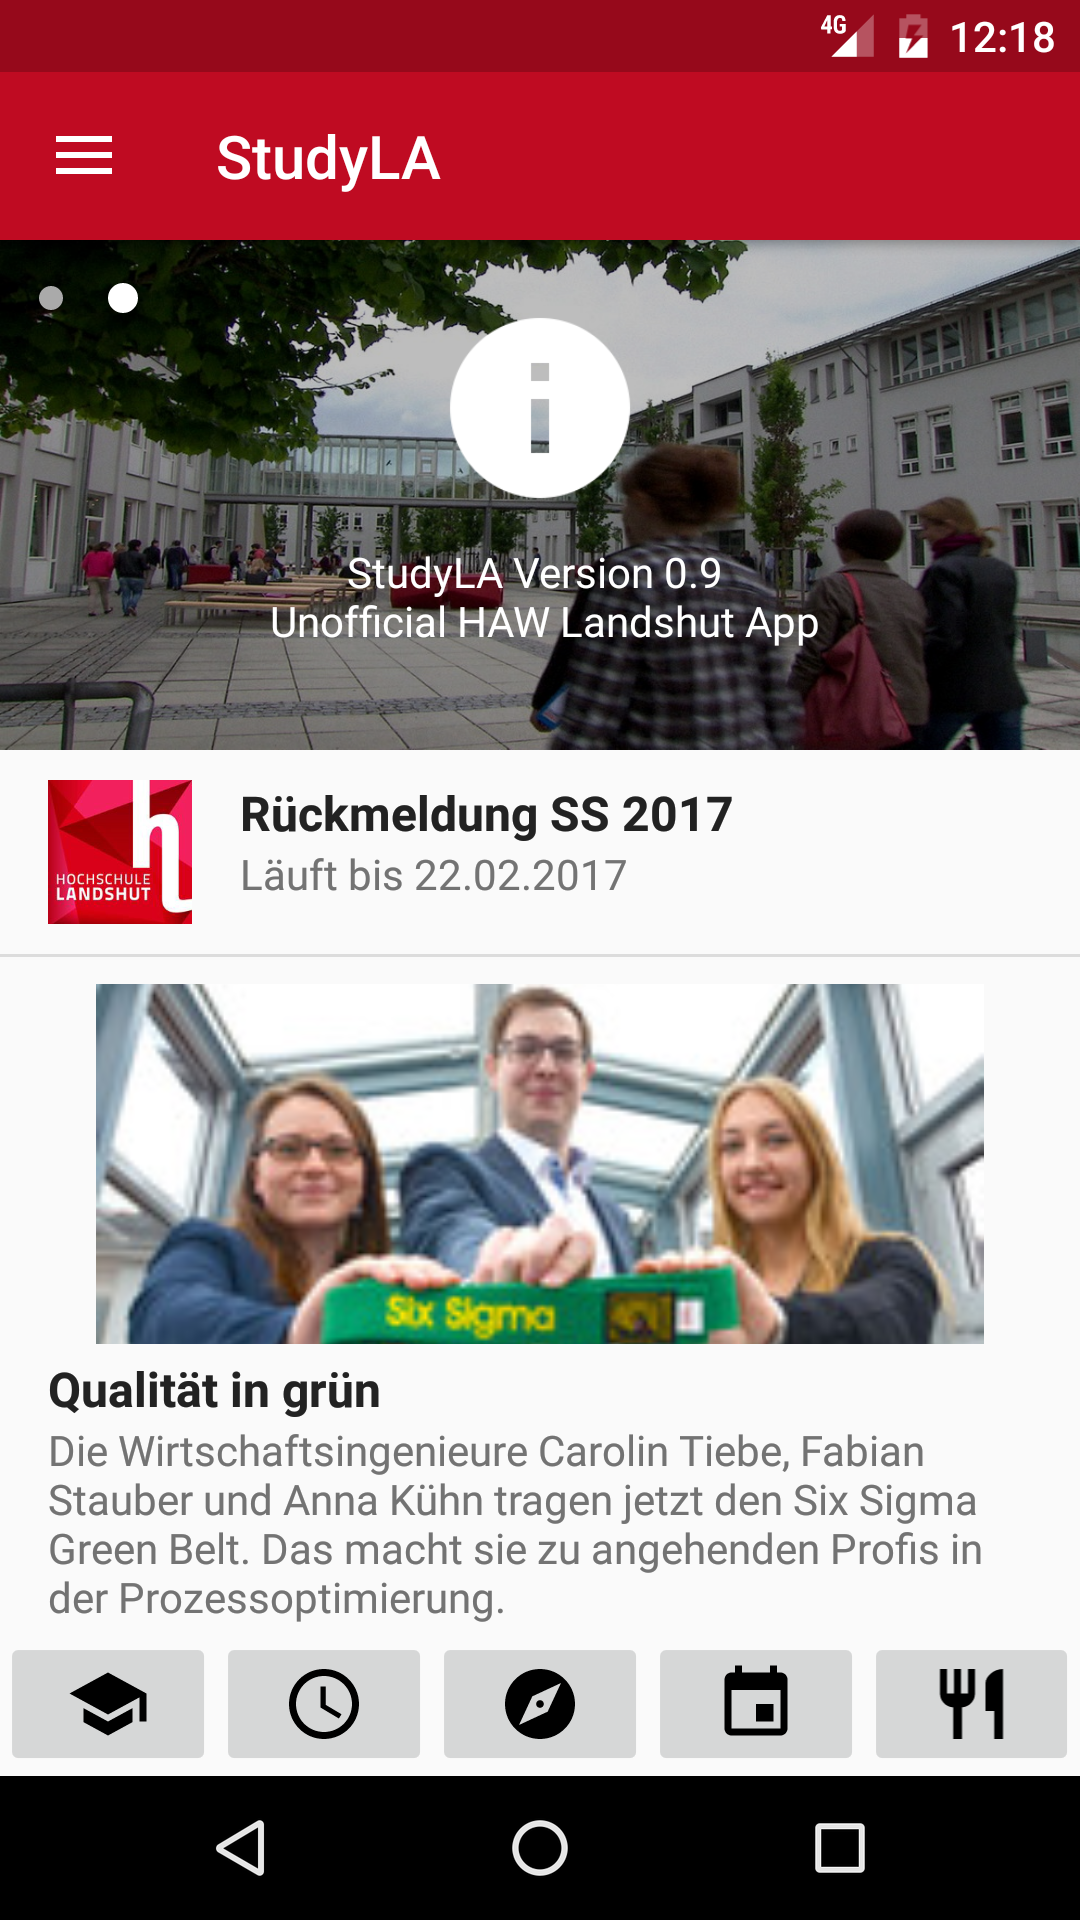 4G 12:18
StudyLA
StudyLA Version 0.9
Unofficial HAW Landshut App
Rückmeldung SS 2017
Läuft bis 22.02.2017
h
HOCHSCHULE
LANDSHUT
Six Sigma
Qualität in grün
Die Wirtschaftsingenieure Carolin Tiebe, Fabian
Stauber und Anna Kühn tragen jetzt den Six Sigma
Green Belt. Das macht sie zu angehenden Profis in
der Prozessoptimierung.